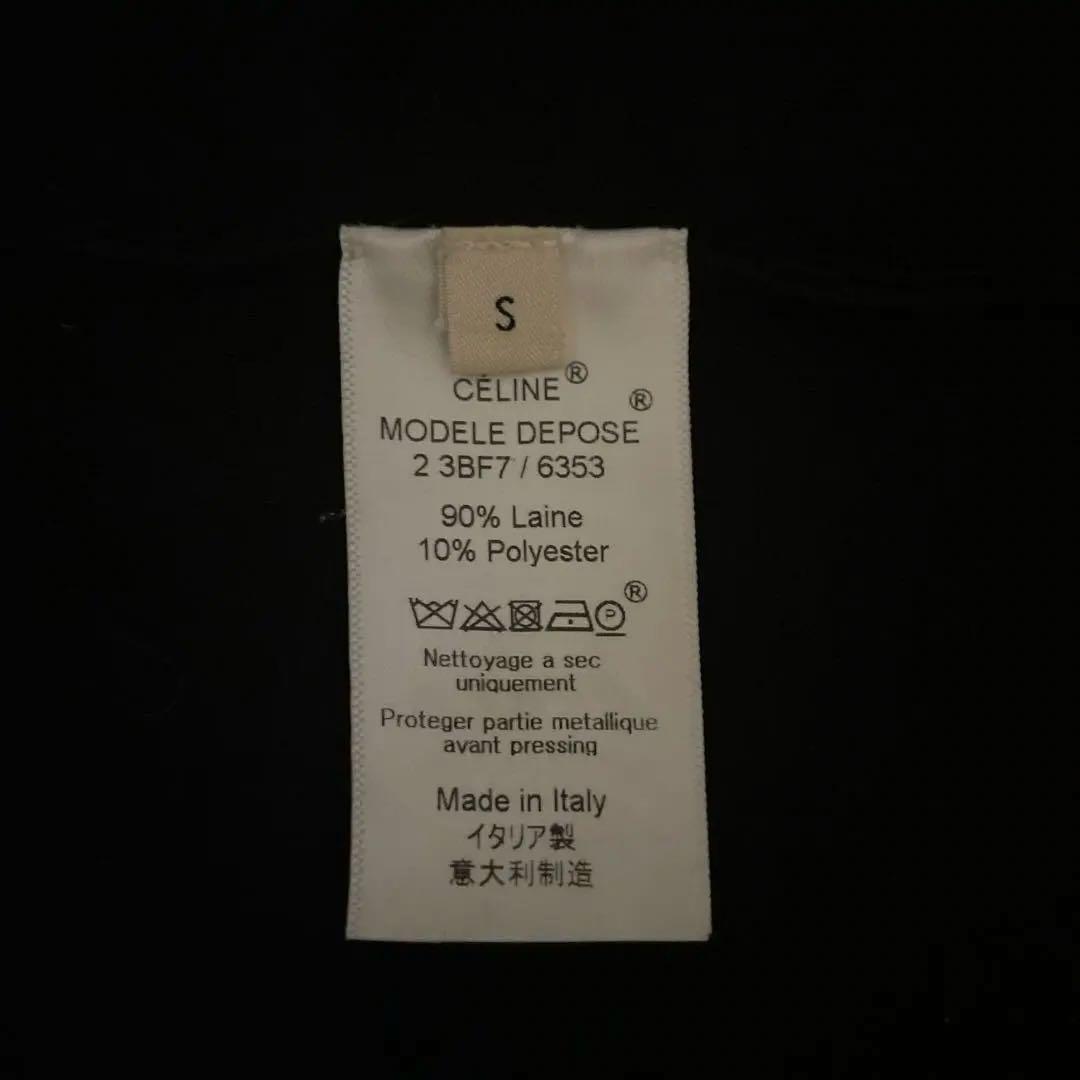 S
CÉLINE®
MODELE DEPOSE®
2 3BF7 / 6353
90% Laine
10% Polyester
P ®
Nettoyage a sec
uniquement
Proteger partie metallique
avant pressing
Made in Italy
イタリア製
意大利制造